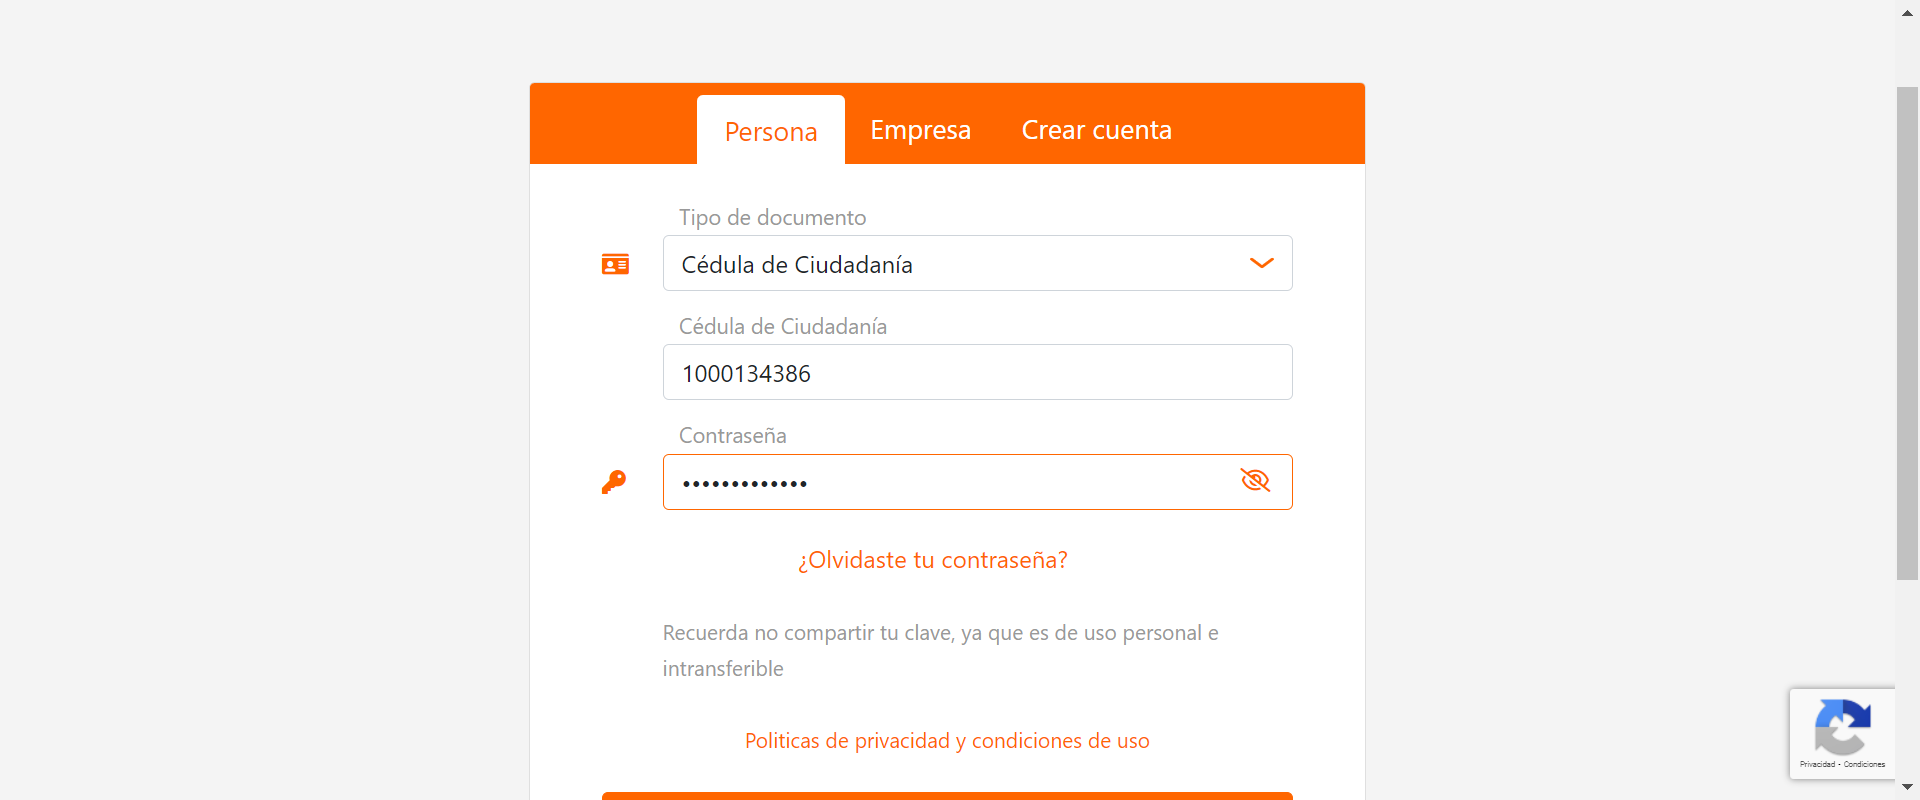 Persona Empresa Crear cuenta
Tipo de documento
Cédula de Ciudadanía
Cédula de Ciudadanía
1000134386
Contraseña
•••••••••••••
¿Olvidaste tu contraseña?
Recuerda no compartir tu clave, ya que es de uso personal e
intransferible
Politicas de privacidad y condiciones de uso
Privacidad - Condiciones